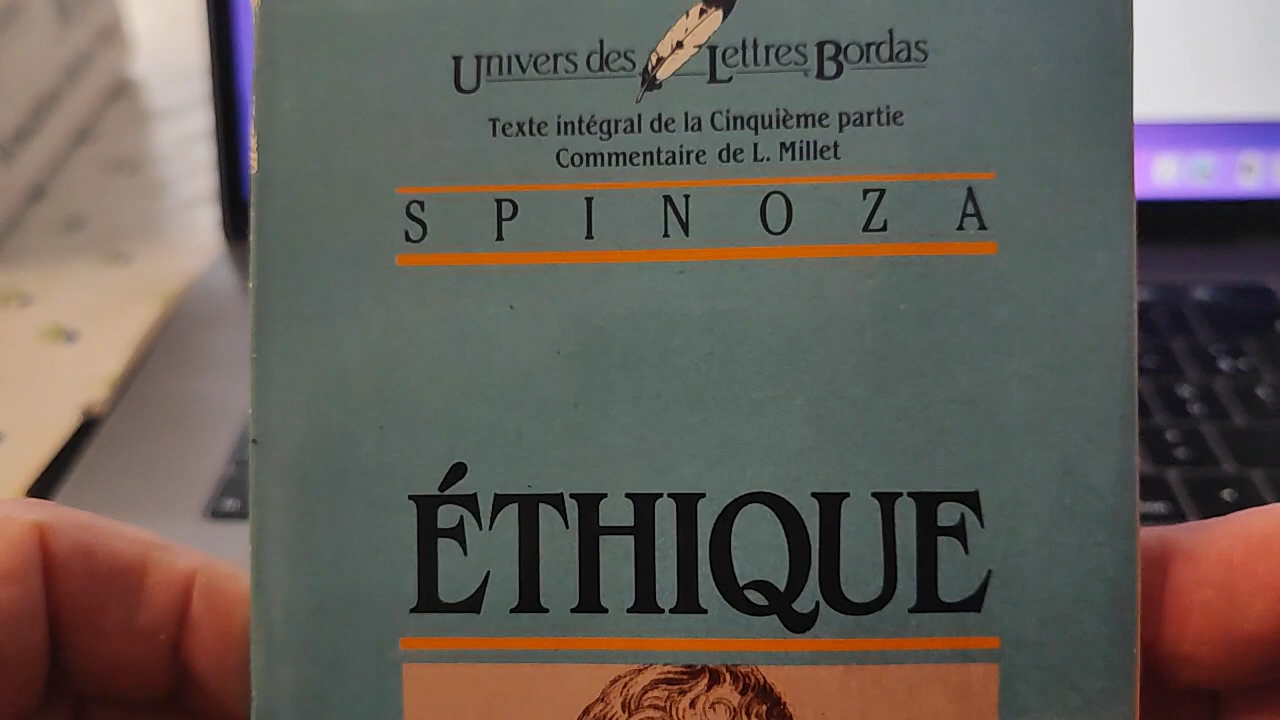 Univers des Lettres Bordas
Texte intégral de la Cinquième partie
Commentaire de L. Millet
SPINOZA
ÉTHIQUE